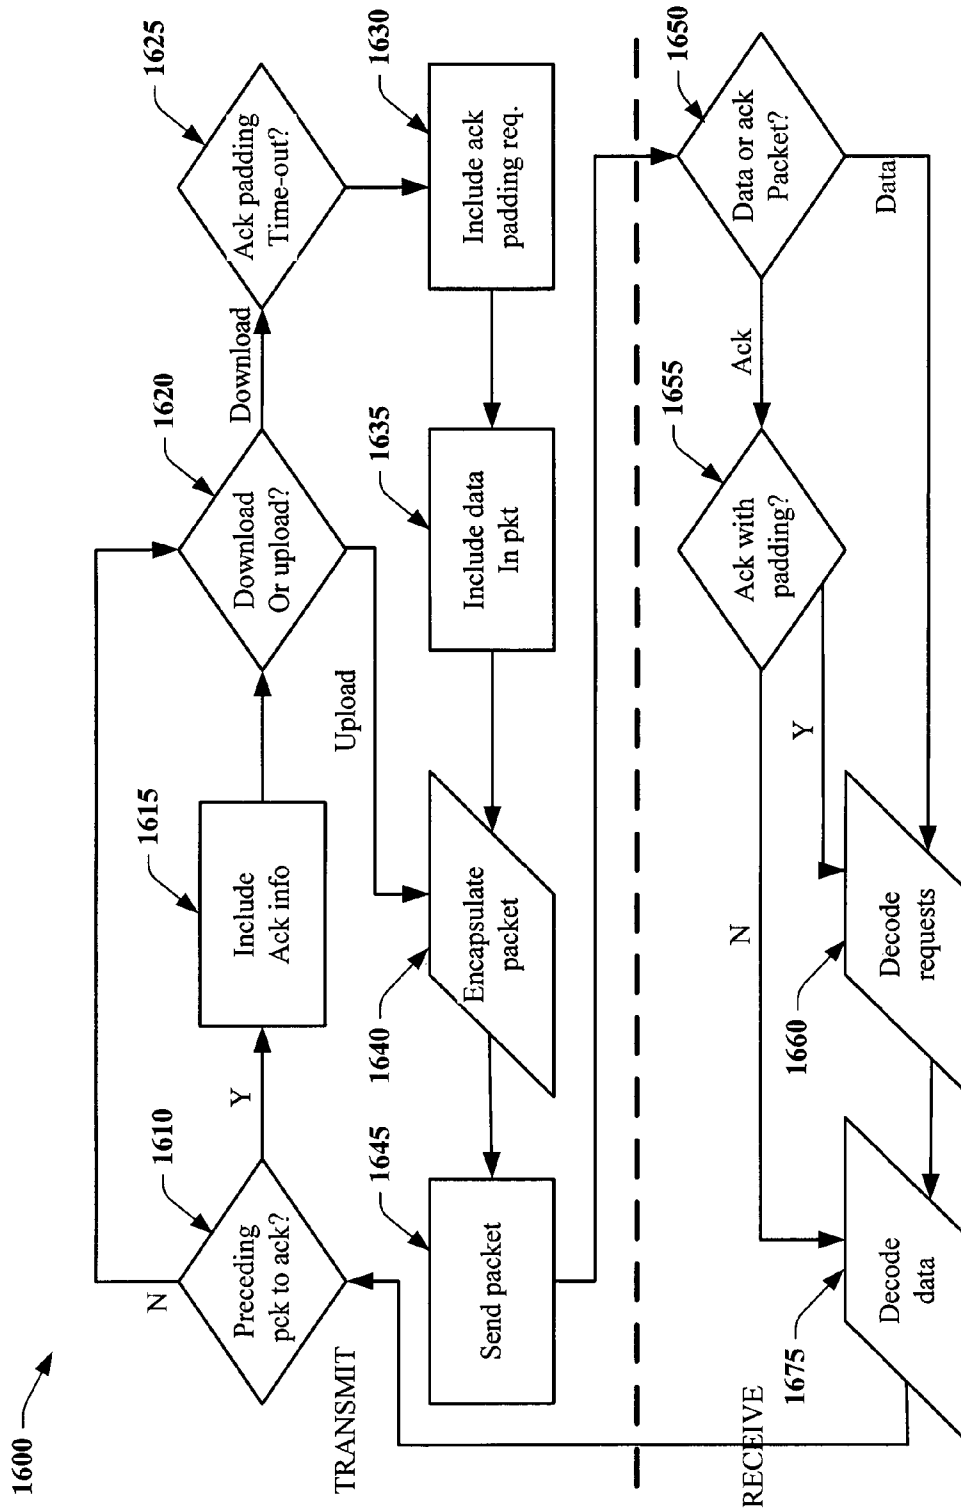 1600
TRANSMIT
1610
Preceding
pck to ack?
N
Y
1615
Include
Ack info
1620
Download
Or upload?
Download
Upload
1625
Ack padding
Time-out?
1630
Include ack
padding req.
1635
Include data
In pkt
1640
Encapsulate
packet
1645
Send packet
RECEIVE
1650
Data or ack
Packet?
Ack
Data
1655
Ack with
padding?
N
Y
1660
Decode
requests
1675
Decode
data